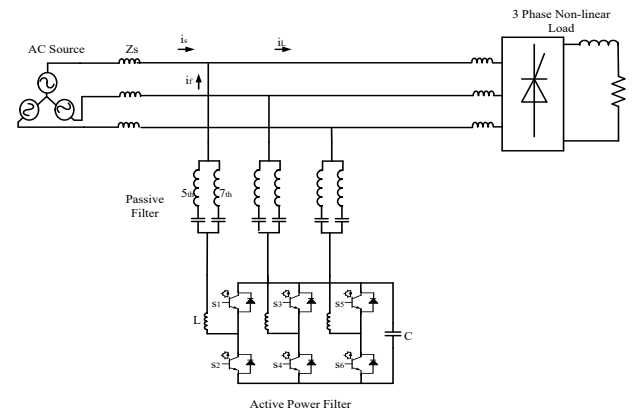 3 Phase Non-linear
Load
AC Source
Zs
is
iL
if
Passive
Filter
5th
7th
S1
S3
S5
L
C
S2
S4
S6
Active Power Filter